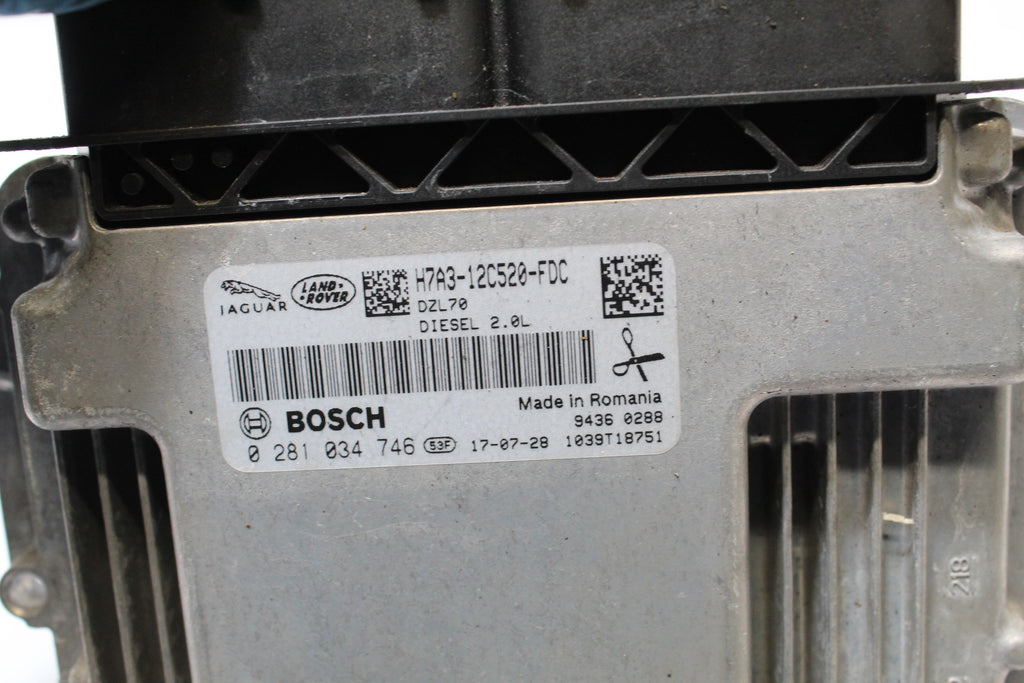 JAGUAR
LAND-
ROVER
H7A3-12C520-FDC
DZL70
DIESEL 2.0L
BOSCH
Made in Romania
9436 0288
0 281 034 746 53F 17-07-28 1039T18751
218